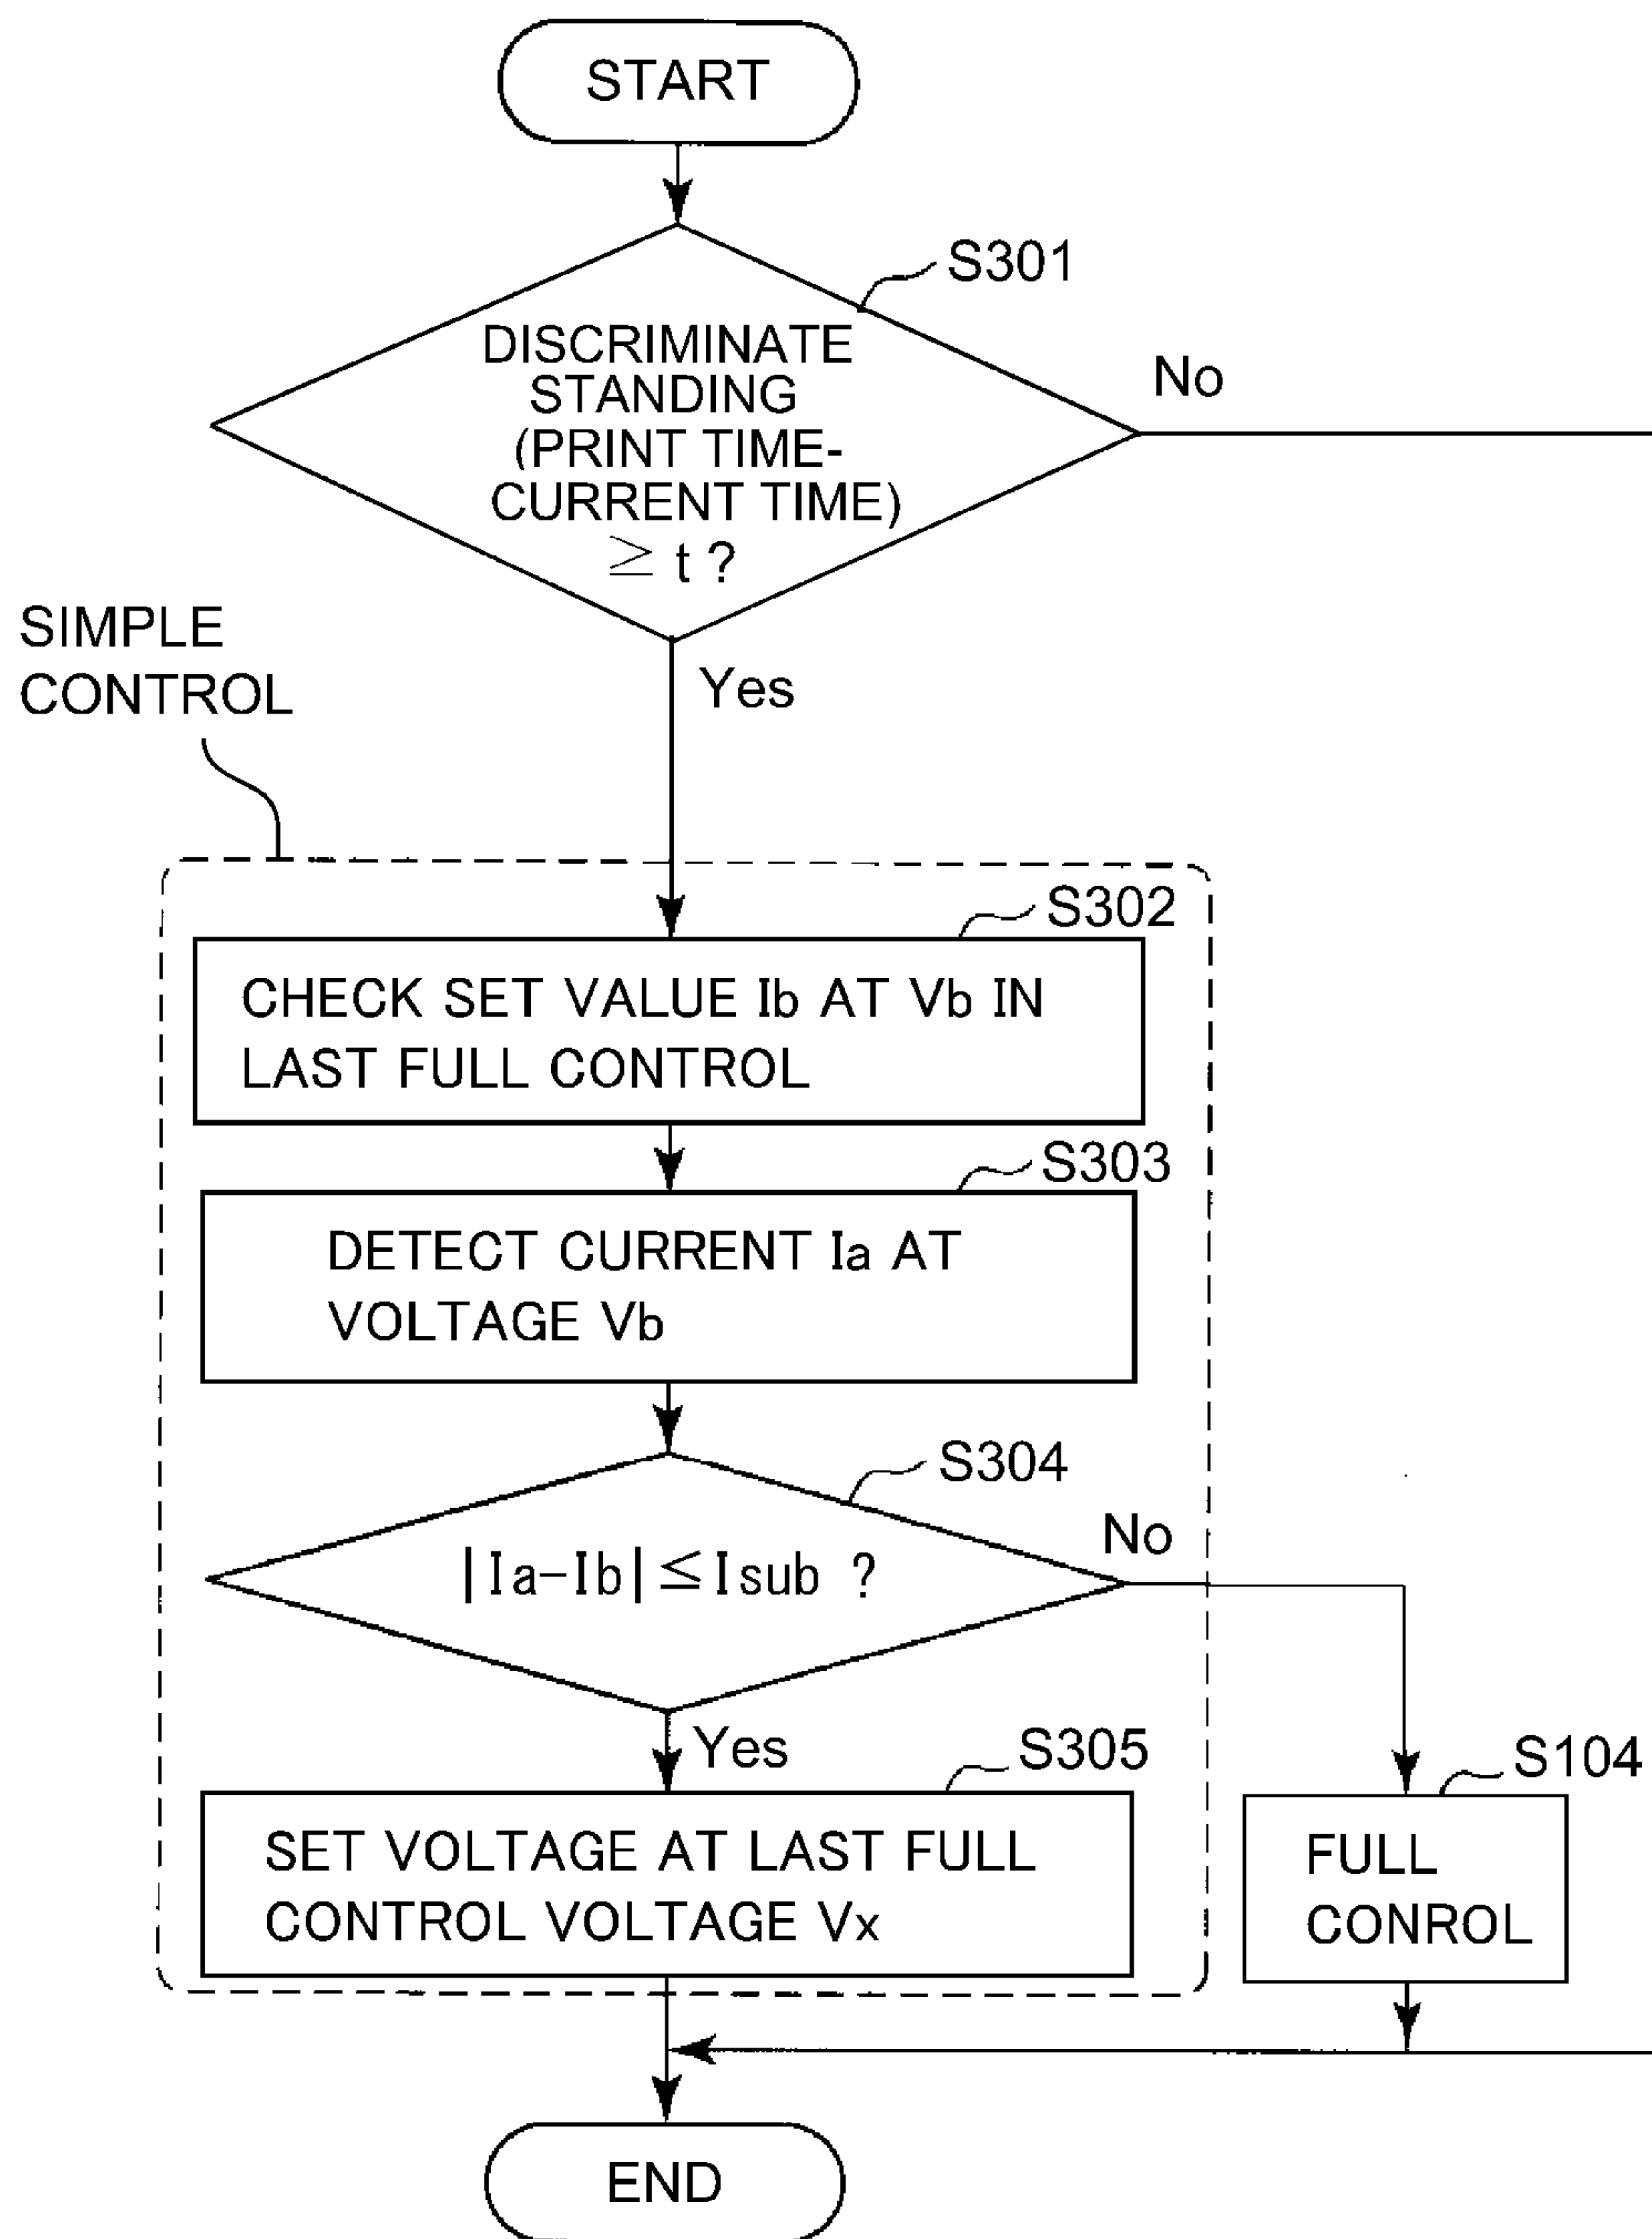 START
S301
DISCRIMINATE
STANDING
(PRINT TIME-
CURRENT TIME)
≥ t ?
No
Yes
SIMPLE
CONTROL
S302
CHECK SET VALUE Ib AT Vb IN
LAST FULL CONTROL
S303
DETECT CURRENT Ia AT
VOLTAGE Vb
S304
|Ia-Ib| ≦ Isub ?
No
Yes
S305
SET VOLTAGE AT LAST FULL
CONTROL VOLTAGE Vx
S104
FULL
CONROL
END